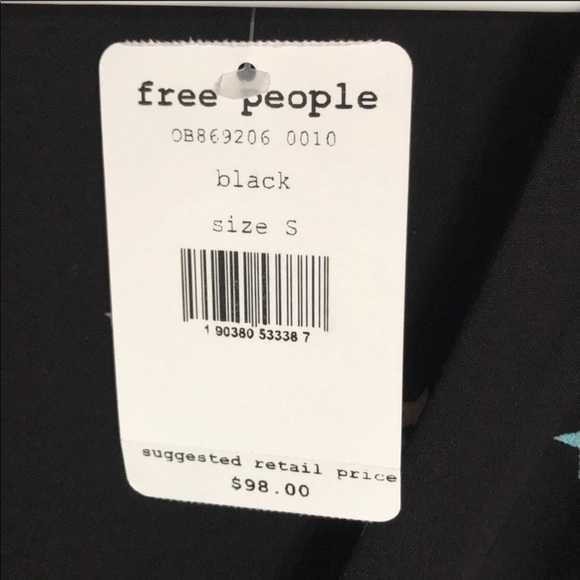 free people
OB869206 0010
black
size S
1 90380 53338 7
suggested retail price
$98.00